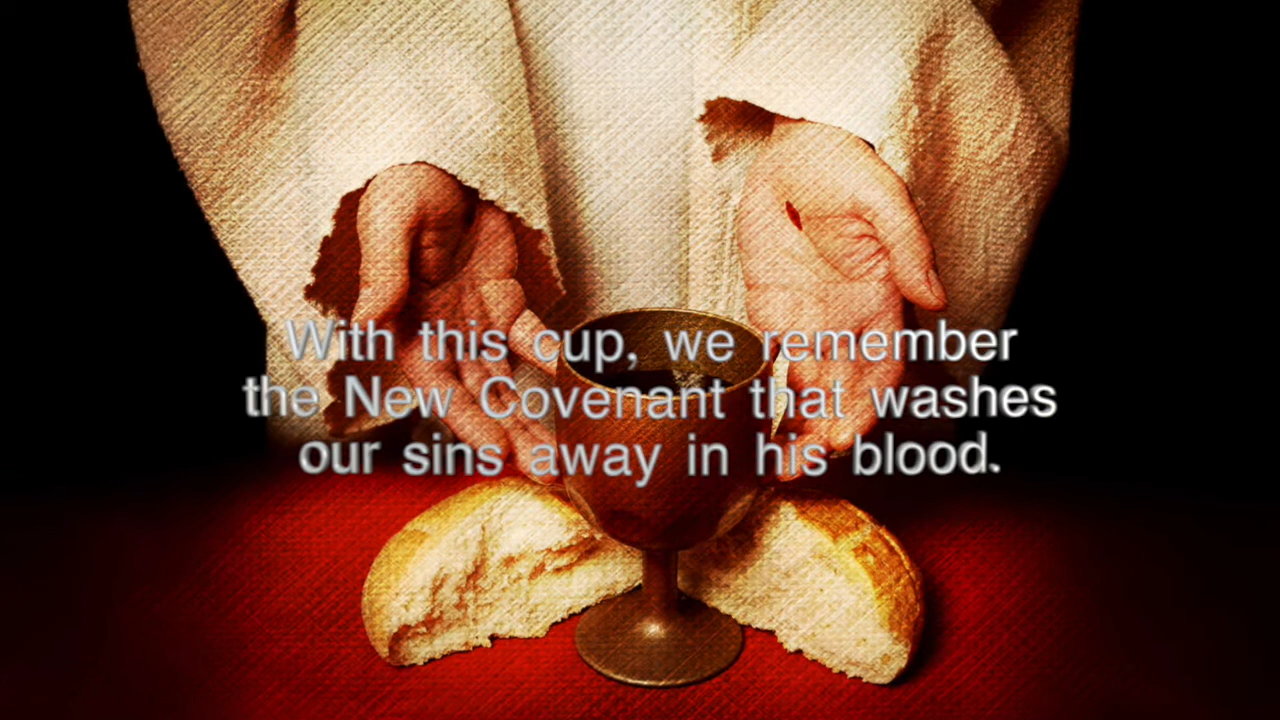 With this cup, we remember
the New Covenant that washes
our sins away in his blood.